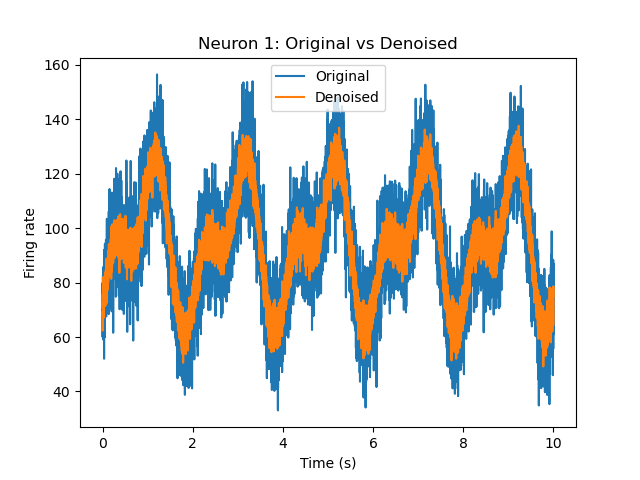 Neuron 1: Original vs Denoised
Original
Denoised
Firing rate
160
140
120
100
80
60
40
0
2
4
6
8
10
Time (s)